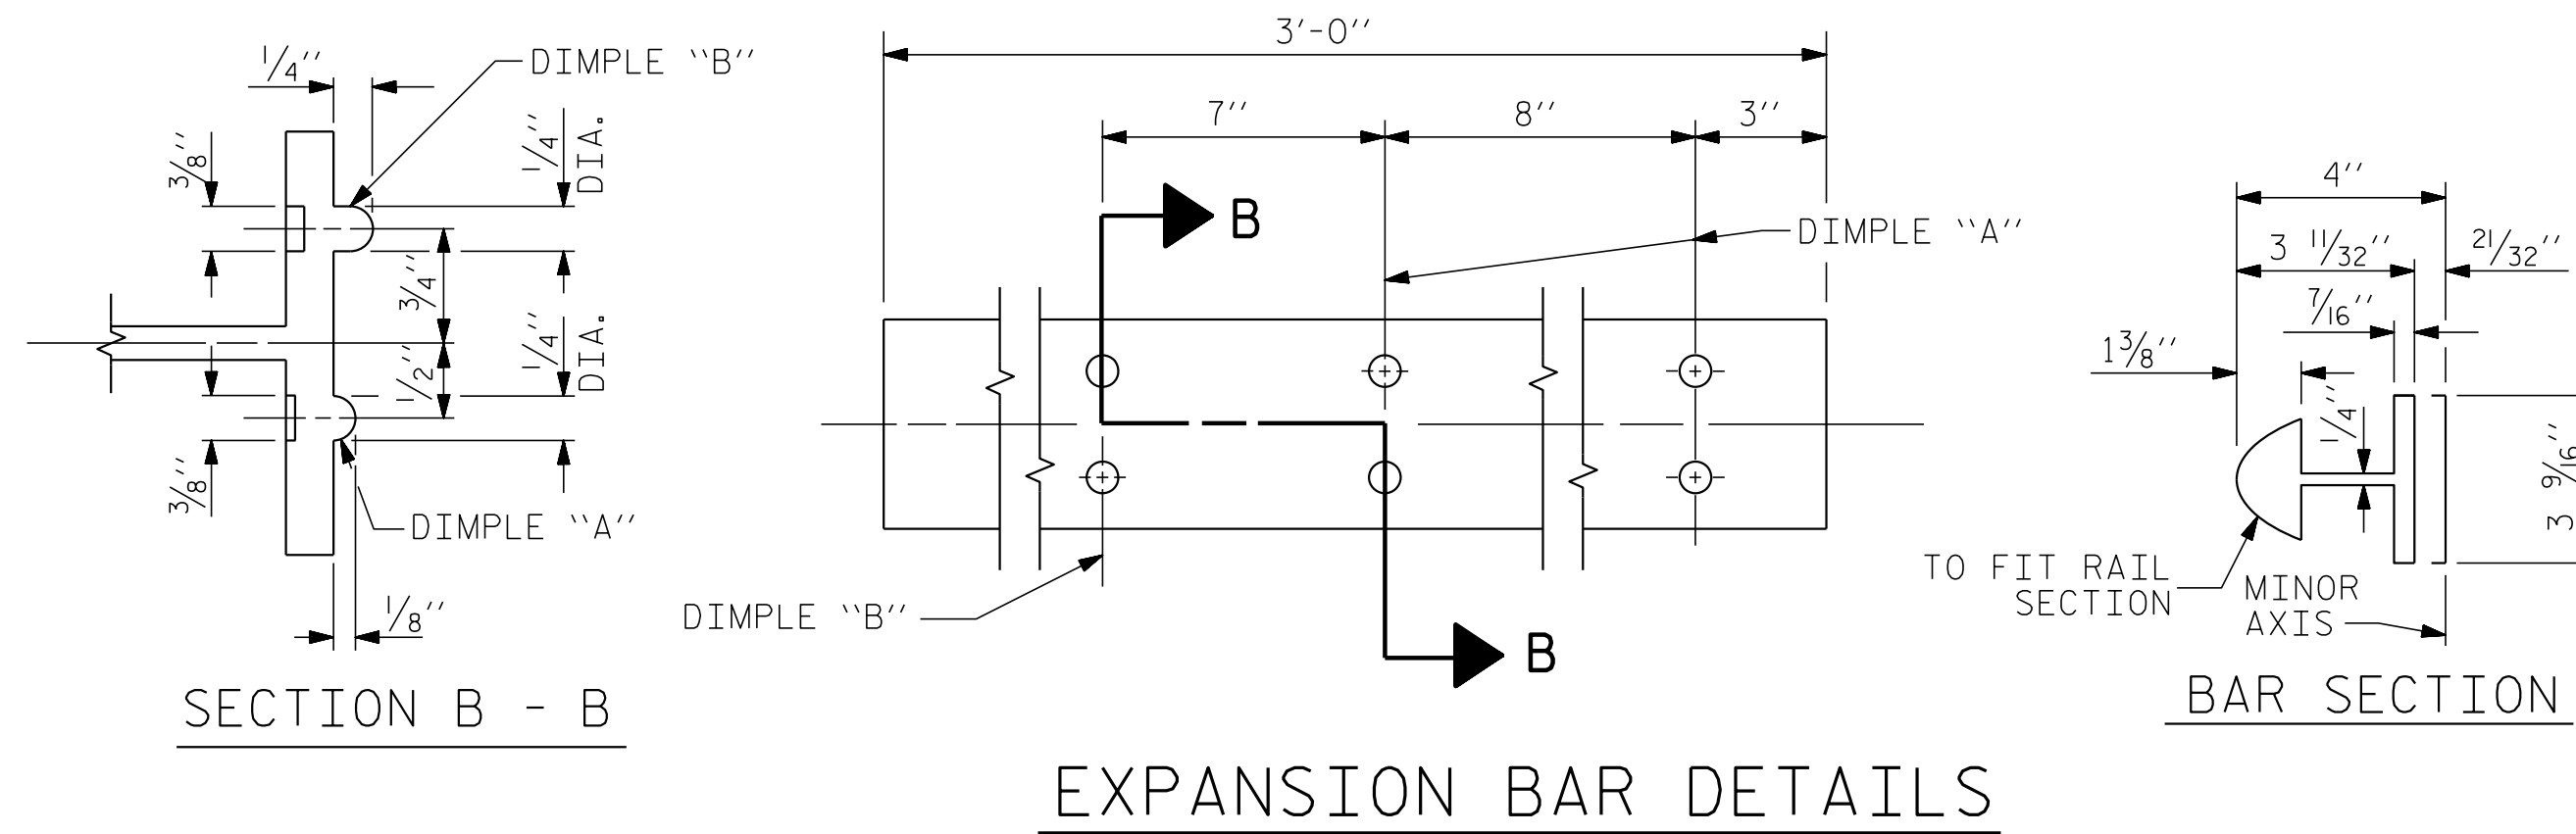 1/4''
DIMPLE ``B''
3/8''
1/4''
DIA.
3/4''
1/2''
1/4''
DIA.
3/8''
DIMPLE ``A''
1/8''
SECTION B - B
3'-0''
7''
8''
3''
B
DIMPLE ``A''
DIMPLE ``B''
B
EXPANSION BAR DETAILS
4''
3 11/32''
21/32''
7/16''
1 3/8''
1/4''
3 9/16''
TO FIT RAIL
SECTION
MINOR
AXIS
BAR SECTION